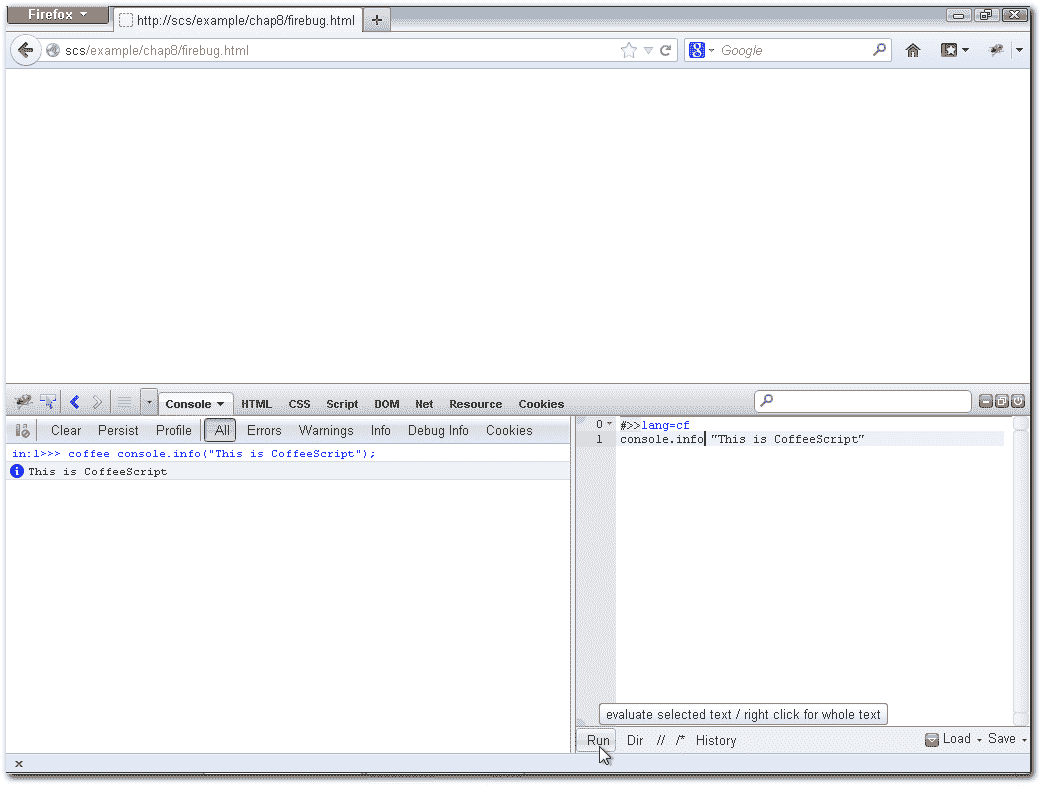 Firefox
http://scs/example/chap8/firebug.html
scs/example/chap8/firebug.html
Google
Console HTML CSS Script DOM Net Resource Cookies
Clear Persist Profile All Errors Warnings Info Debug Info Cookies
in:1>>> coffee console.info("This is CoffeeScript");
This is CoffeeScript
0 #>>lang=cf
1 console.info "This is CoffeeScript"
evaluate selected text / right click for whole text
Run Dir // /* History Load Save